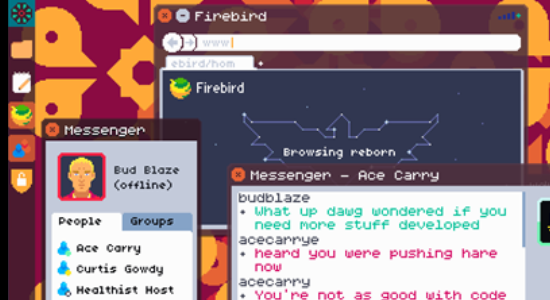 Firebird
www
ebird/hom
Firebird
Browsing reborn
Messenger
Bud Blaze
(offline)
People
Groups
Ace Carry
Curtis Gowdy
Healthist Host
Messenger - Ace Carry
budblaze
+ What up dawg wondered if you
need more stuff developed
acecarrye
+ heard you were pushing hare
now
acecarry
+ You're not as good with code